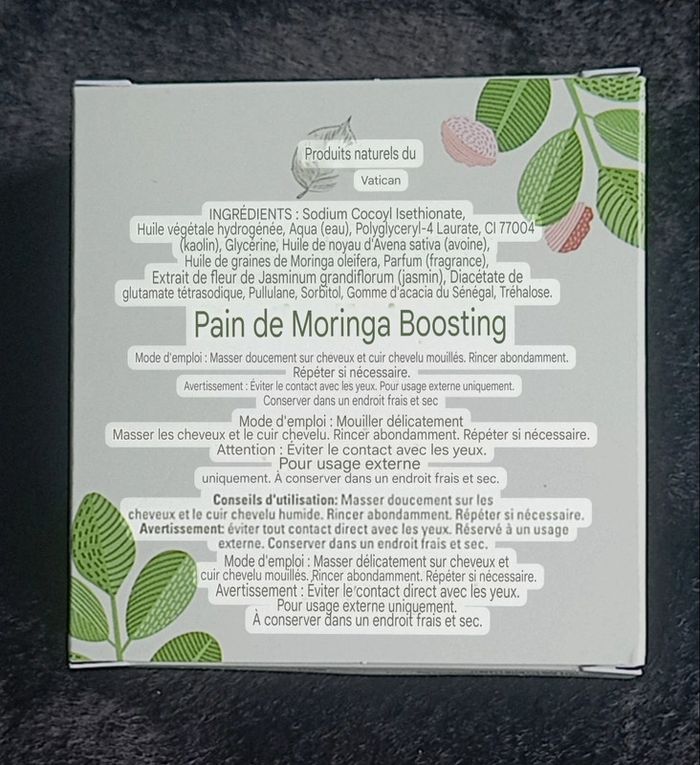 Produits naturels du
Vatican
INGRÉDIENTS : Sodium Cocoyl Isethionate,
Huile végétale hydrogénée, Aqua (eau), Polyglyceryl-4 Laurate, CI 77004
(kaolin), Glycérine, Huile de noyau d'Avena sativa (avoine),
Huile de graines de Moringa oleifera, Parfum (fragrance),
Extrait de fleur de Jasminum grandiflorum (jasmin), Diacétate de
glutamate tétrasodique, Pullulane, Sorbitol, Gomme d'acacia du Sénégal, Tréhalose.
Pain de Moringa Boosting
Mode d'emploi : Masser doucement sur cheveux et cuir chevelu mouillés. Rincer abondamment.
Répéter si nécessaire.
Avertissement : Éviter le contact avec les yeux. Pour usage externe uniquement.
Conserver dans un endroit frais et sec
Mode d'emploi : Mouiller délicatement
Masser les cheveux et le cuir chevelu. Rincer abondamment. Répéter si nécessaire.
Attention : Éviter le contact avec les yeux.
Pour usage externe
uniquement. À conserver dans un endroit frais et sec.
Conseils d'utilisation: Masser doucement sur les
cheveux et le cuir chevelu humide. Rincer abondamment. Répéter si nécessaire.
Avertissement: éviter tout contact direct avec les yeux. Réservé à un usage
externe. Conserver dans un endroit frais et sec.
Mode d'emploi : Masser délicatement sur cheveux et
cuir chevelu mouillés. Rincer abondamment. Répéter si nécessaire.
Avertissement : Éviter le contact direct avec les yeux.
Pour usage externe uniquement.
À conserver dans un endroit frais et sec.